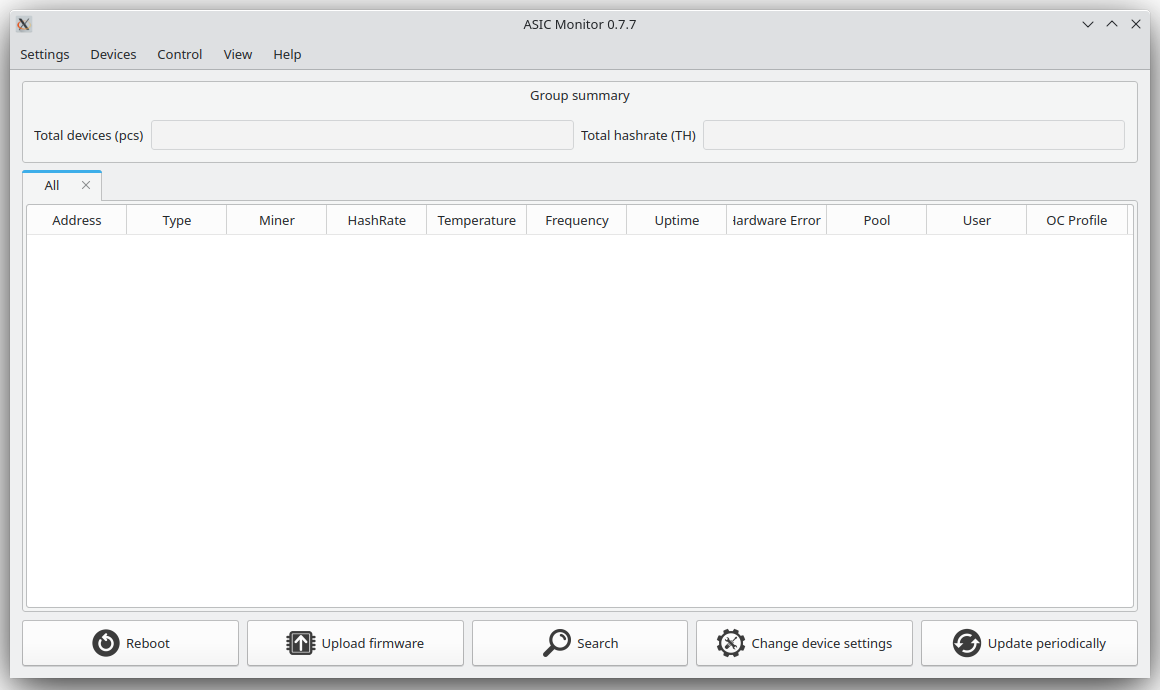 ASIC Monitor 0.7.7
Settings Devices Control View Help
Group summary
Total devices (pcs) Total hashrate (TH)
All
Address Type Miner HashRate Temperature Frequency Uptime lardware Error Pool User OC Profile
Reboot Upload firmware Search Change device settings Update periodically